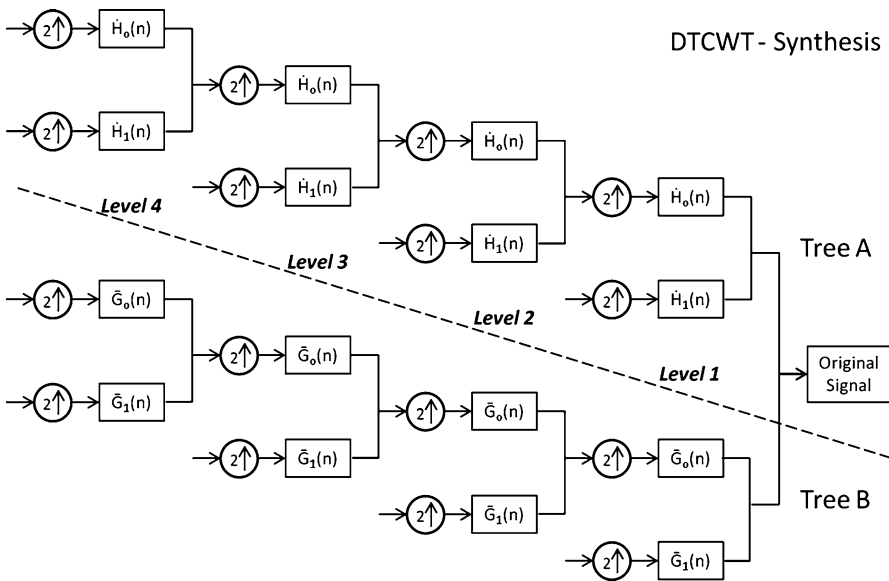 2↑ Ḣₒ(n)
DTCWT - Synthesis
2↑ Ḣₒ(n)
2↑ Ḣ₁(n)
2↑ Ḣₒ(n)
2↑ Ḣ₁(n)
2↑ Ḣₒ(n)
Level 4
2↑ Ḣ₁(n)
Tree A
Level 3
2↑ Ḡₒ(n)
2↑ Ḣ₁(n)
Level 2
2↑ Ḡₒ(n)
Level 1
Original
Signal
2↑ Ḡ₁(n)
2↑ Ḡₒ(n)
2↑ Ḡ₁(n)
2↑ Ḡₒ(n)
Tree B
2↑ Ḡ₁(n)
2↑ Ḡ₁(n)